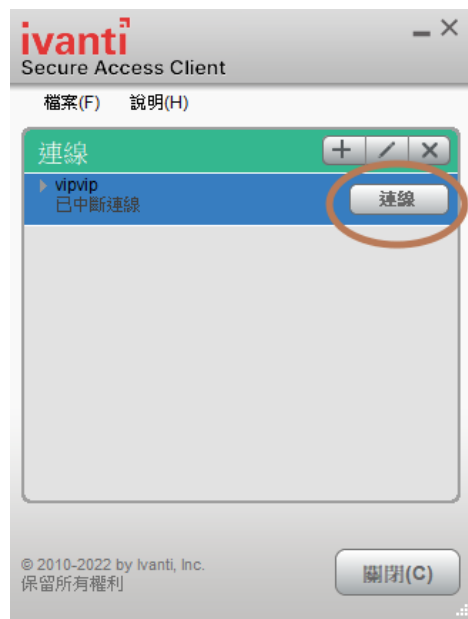 ivanti
Secure Access Client
檔案(F) 說明(H)
連線
vipvip
已中斷連線
連線
© 2010-2022 by Ivanti, Inc.
保留所有權利
關閉(C)